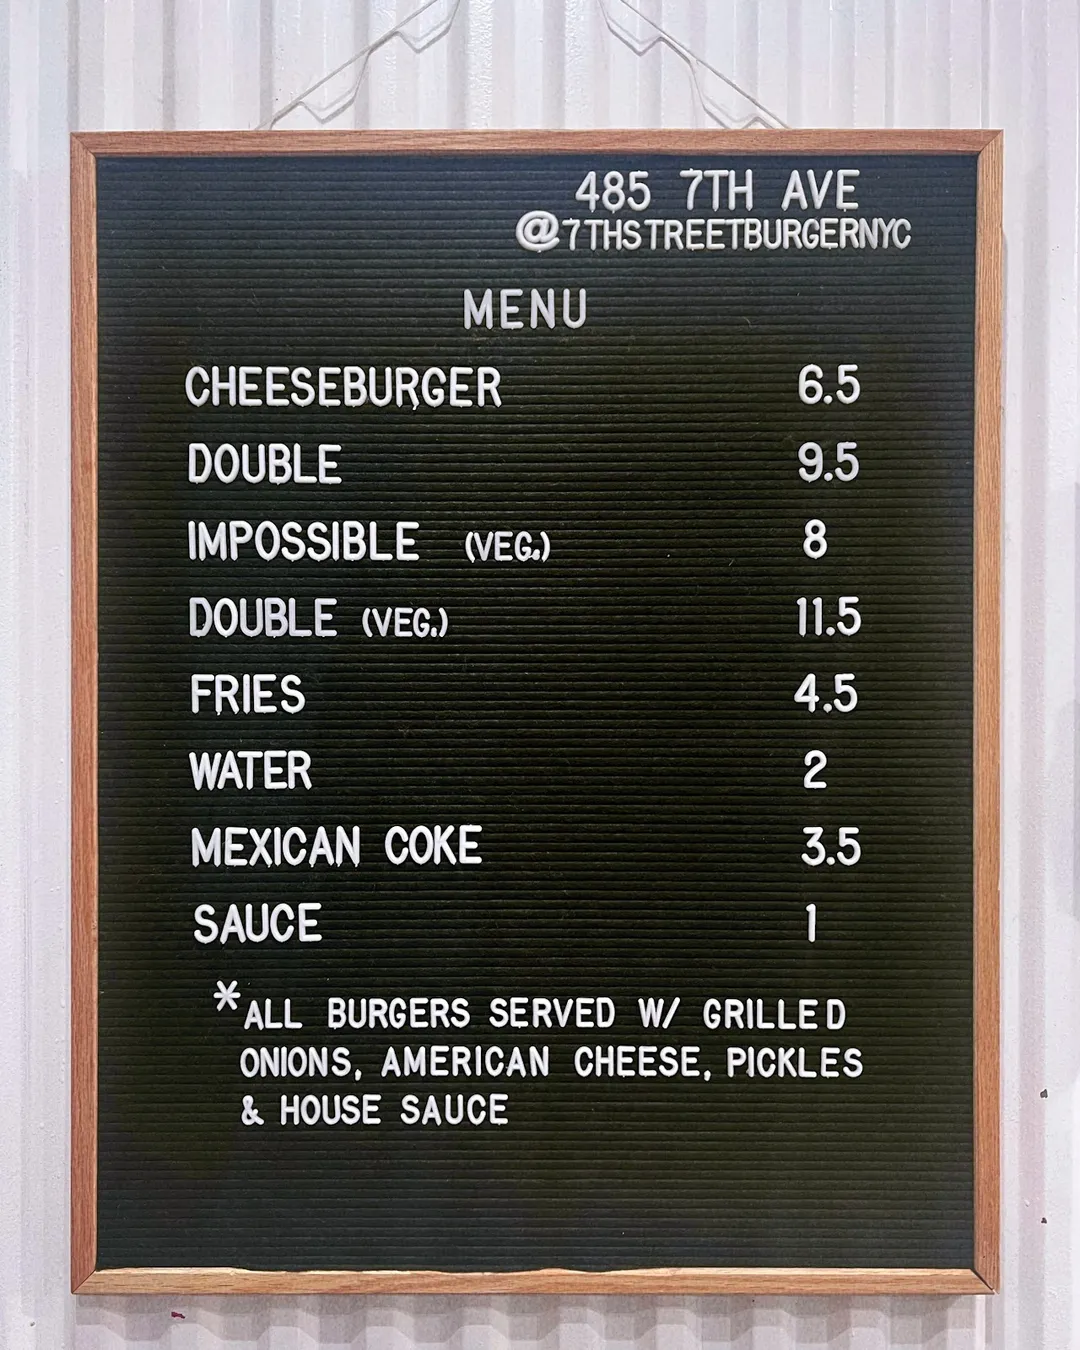 485 7TH AVE
@7THSTREETBURGERNYC
MENU
CHEESEBURGER 6.5
DOUBLE 9.5
IMPOSSIBLE (VEG.) 8
DOUBLE (VEG.) 11.5
FRIES 4.5
WATER 2
MEXICAN COKE 3.5
SAUCE 1
*ALL BURGERS SERVED W/ GRILLED
ONIONS, AMERICAN CHEESE, PICKLES
& HOUSE SAUCE